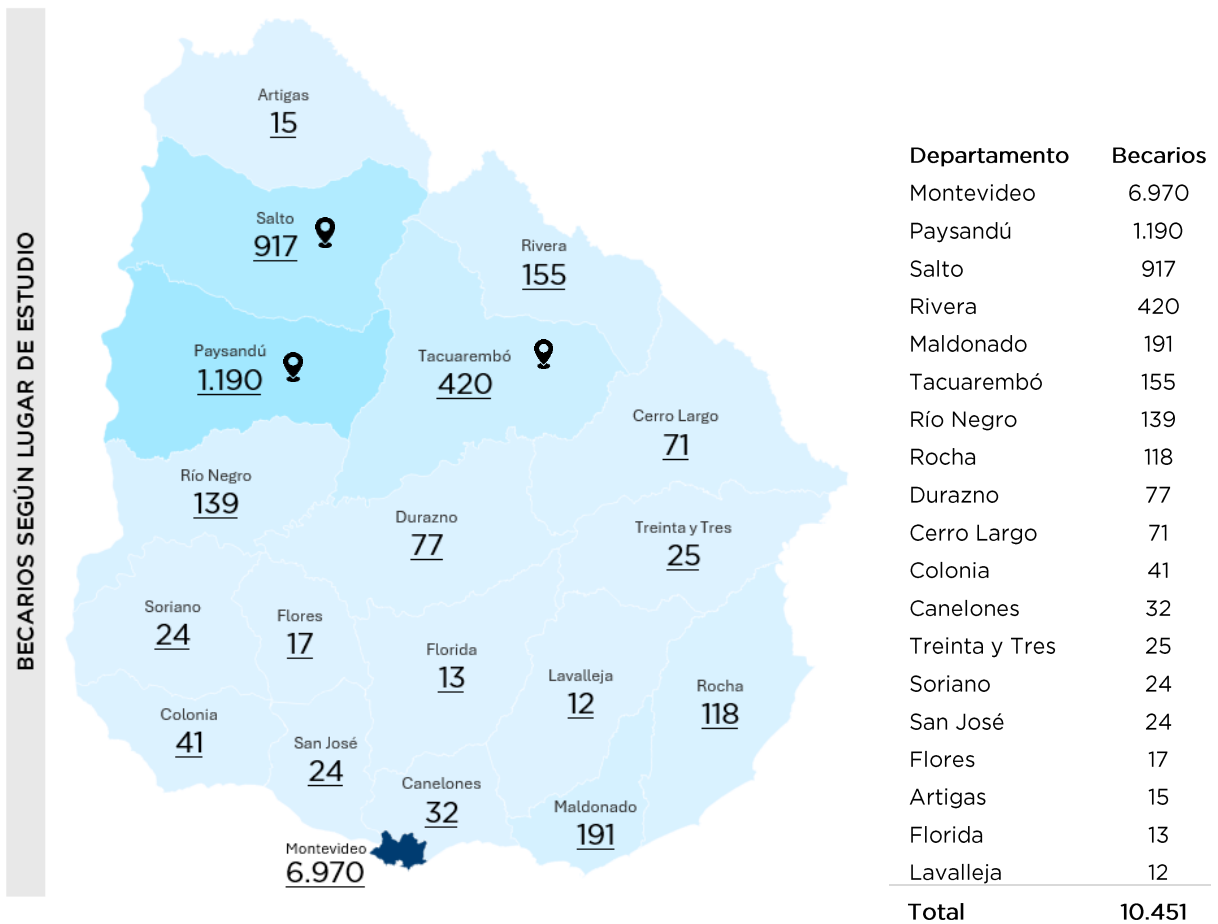 BECARIOS SEGÚN LUGAR DE ESTUDIO
Artigas
15
Salto
917
Rivera
155
Paysandú
1.190
Tacuarembó
420
Cerro Largo
71
Río Negro
139
Durazno
77
Treinta y Tres
25
Soriano
24
Flores
17
Florida
13
Lavalleja
12
Rocha
118
Colonia
41
San José
24
Canelones
32
Maldonado
191
Montevideo
6.970
Departamento Becarios
Montevideo 6.970
Paysandú 1.190
Salto 917
Rivera 420
Maldonado 191
Tacuarembó 155
Río Negro 139
Rocha 118
Durazno 77
Cerro Largo 71
Colonia 41
Canelones 32
Treinta y Tres 25
Soriano 24
San José 24
Flores 17
Artigas 15
Florida 13
Lavalleja 12
Total 10.451